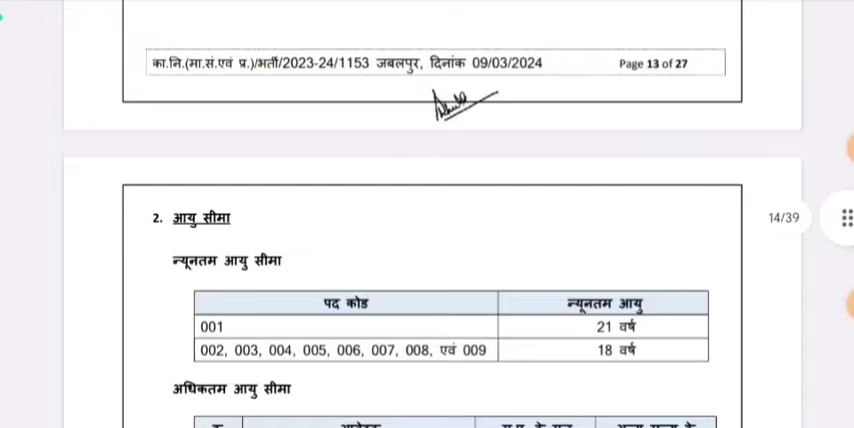 का.नि.(मा.सं.एवं प्र.)/भर्ती/2023-24/1153 जबलपुर, दिनांक 09/03/2024 Page 13 of 27
2. आयु सीमा
14/39
न्यूनतम आयु सीमा
पद कोड न्यूनतम आयु
001 21 वर्ष
002, 003, 004, 005, 006, 007, 008, एवं 009 18 वर्ष
अधिकतम आयु सीमा